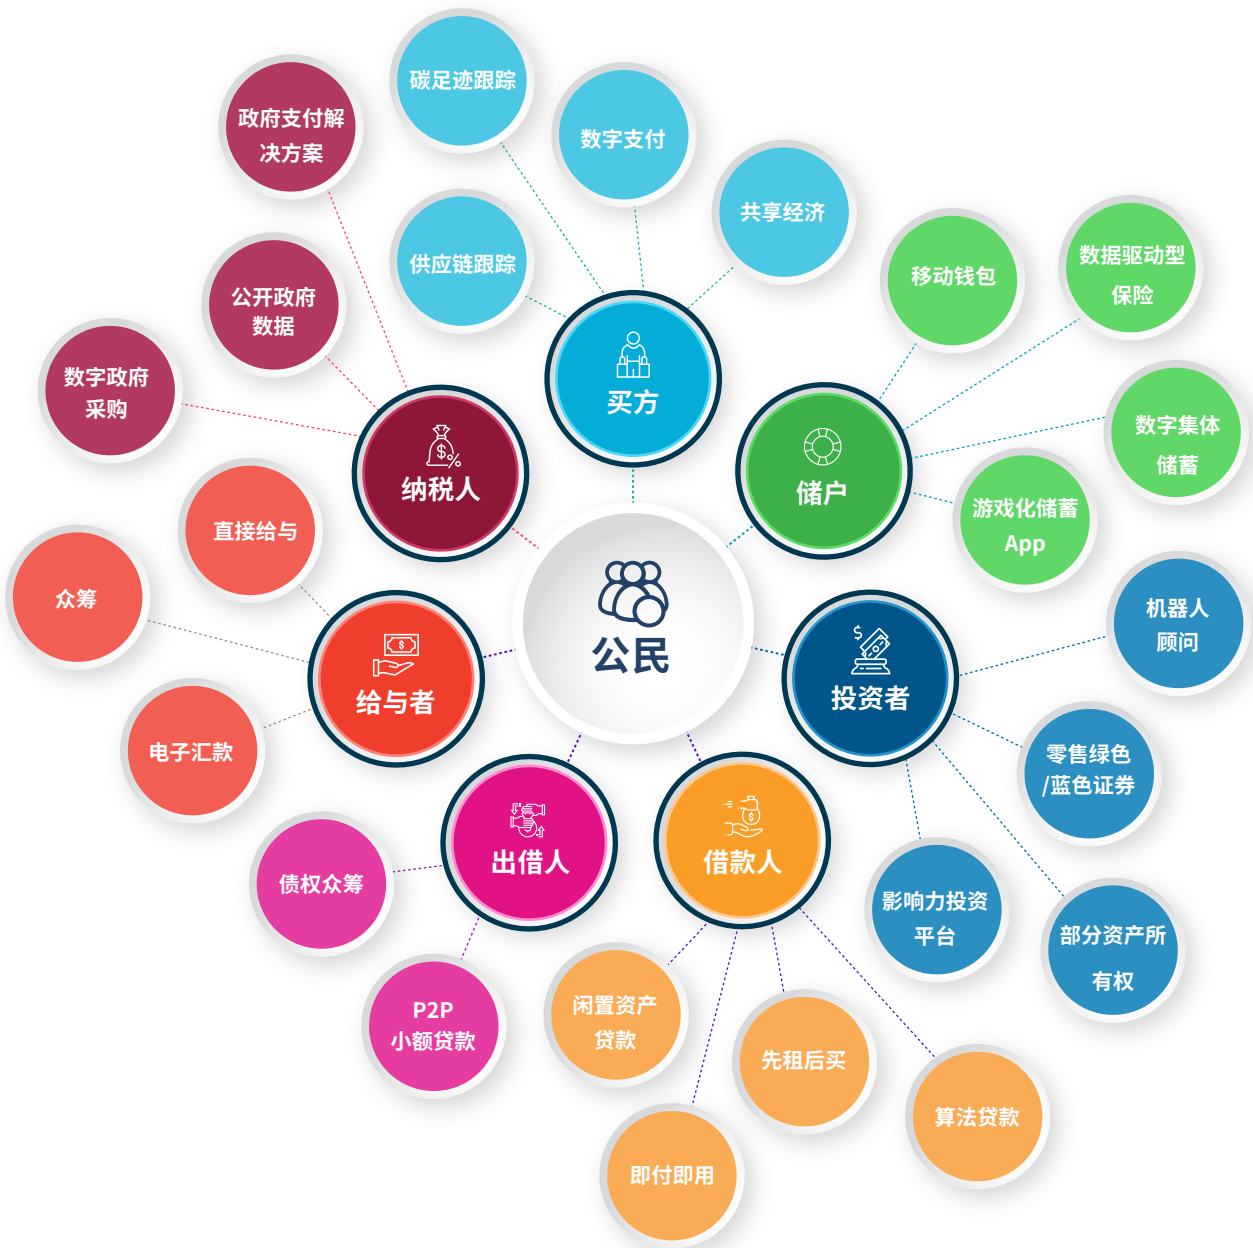 碳足迹跟踪
政府支付解
决方案
数字支付
共享经济
供应链跟踪
移动钱包
数据驱动型
保险
公开政府
数据
数字政府
采购
买方
数字集体
储蓄
纳税人
储户
游戏化储蓄
App
直接给与
众筹
公民
机器人
顾问
给与者
投资者
电子汇款
零售绿色
/蓝色证券
出借人
借款人
债权众筹
影响力投资
平台
部分资产所
有权
P2P
小额贷款
闲置资产
贷款
先租后买
算法贷款
即付即用